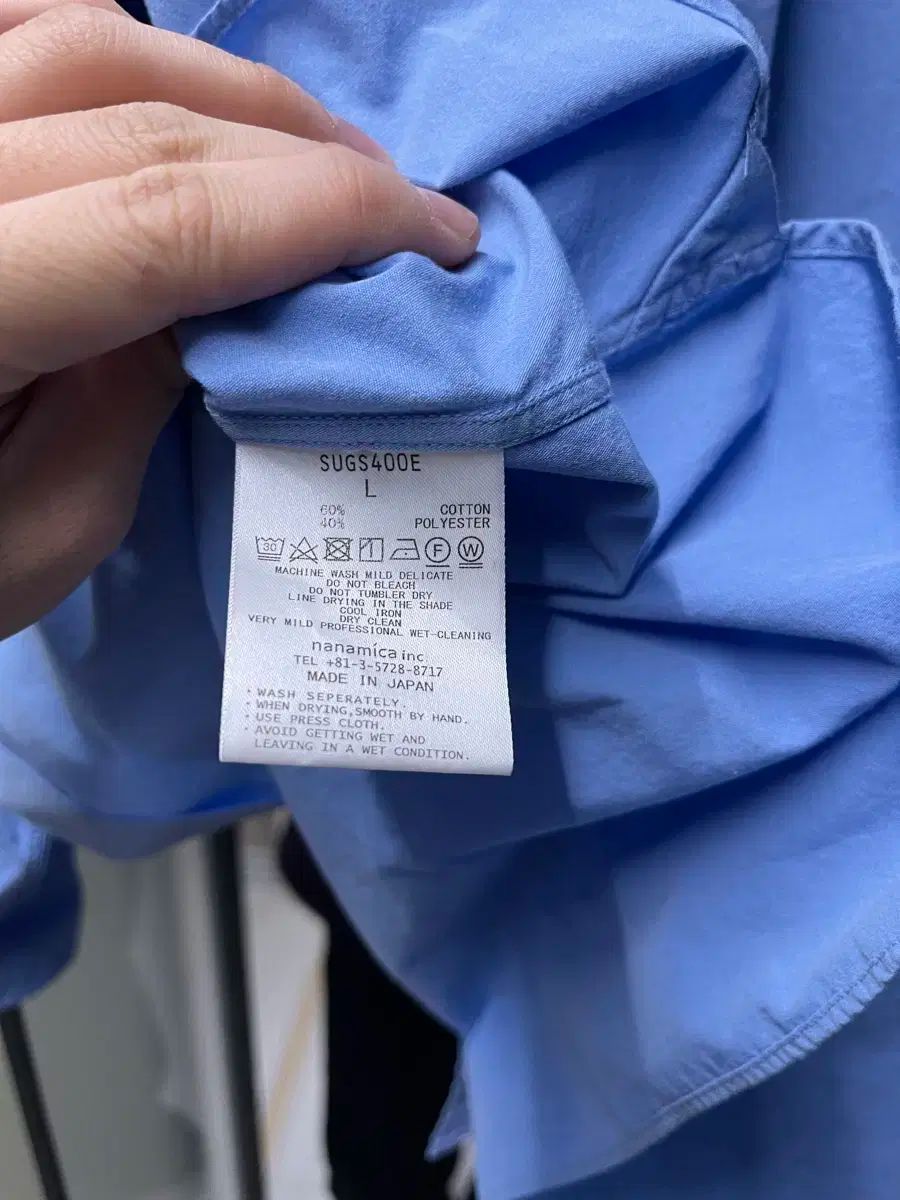 SUGS400E
L
60% COTTON
40% POLYESTER
30 F W
MACHINE WASH MILD DELICATE
DO NOT BLEACH
DO NOT TUMBLER DRY
LINE DRYING IN THE SHADE
COOL IRON
DRY CLEAN
VERY MILD PROFESSIONAL WET-CLEANING
nanamica inc
TEL +81-3-5728-8717
MADE IN JAPAN
・WASH SEPERATELY.
・WHEN DRYING,SMOOTH BY HAND.
・USE PRESS CLOTH.
・AVOID GETTING WET AND
LEAVING IN A WET CONDITION.